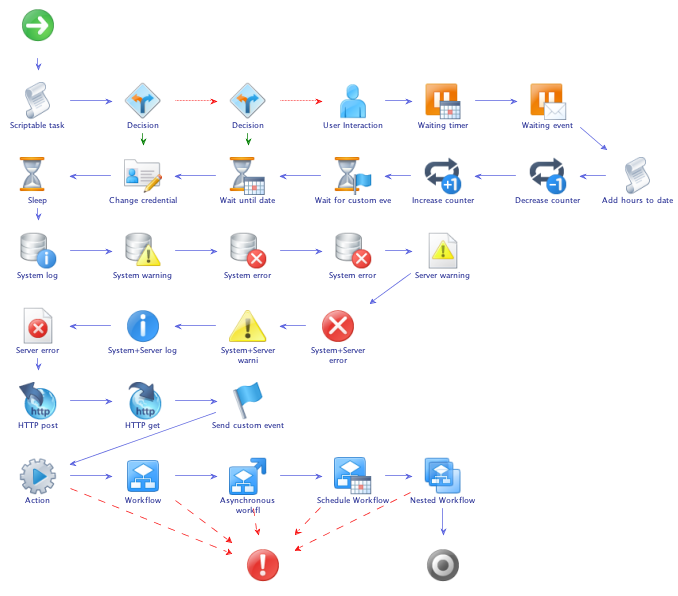 Scriptable task
Decision
Decision
User Interaction
Waiting timer
Waiting event
Sleep
Change credential
Wait until date
Wait for custom eve
Increase counter
+1
Decrease counter
-1
Add hours to date
System log
System warning
System error
System error
Server warning
Server error
System+Server log
System+Server
warni
System+Server
error
http
HTTP post
http
HTTP get
Send custom event
Action
Workflow
Asynchronous
workfl
Schedule Workflow
Nested Workflow